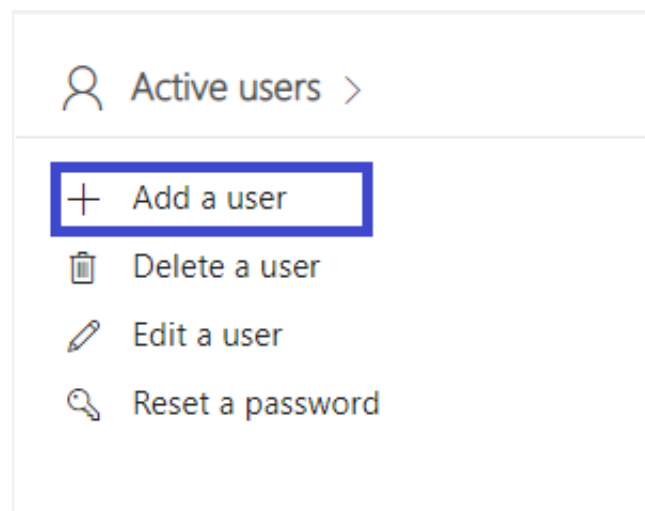 Active users
Add a user
Delete a user
Edit a user
Reset a password